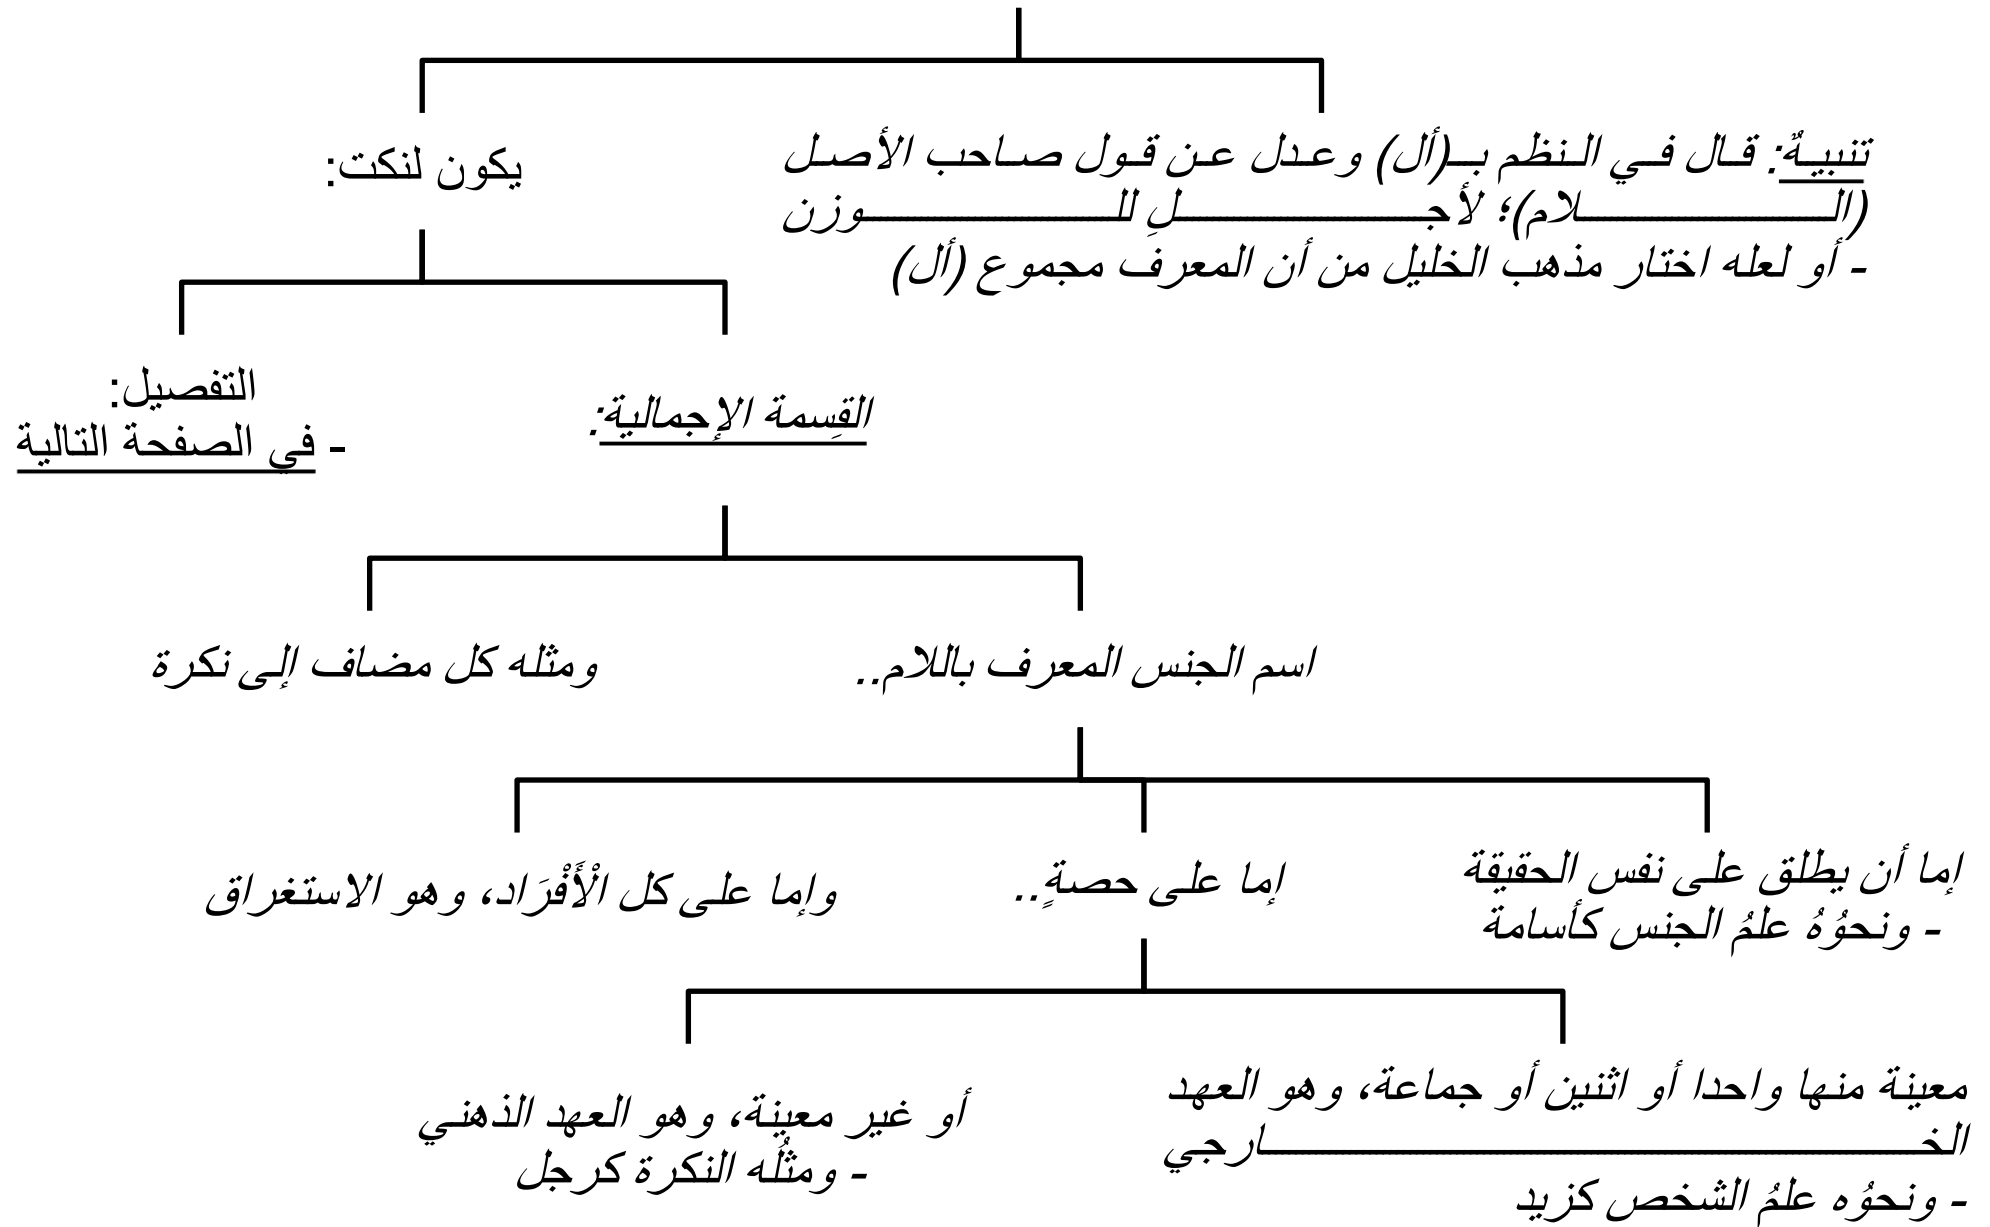 تنبيهٌ: قال في النظم بـ(أل) وعدل عن قول صاحب الأصل
(اللام)؛ لأجلِ للوزن
- أو لعله اختار مذهب الخليل من أن المعرف مجموع (أل)
يكون لنكت:
القِسمة الإجمالية:
التفصيل:
- في الصفحة التالية
اسم الجنس المعرف باللام..
ومثله كل مضاف إلى نكرة
إما أن يطلق على نفس الحقيقة
- ونحوُهُ علمُ الجنس كأسامة
إما على حصةٍ..
وإما على كل الْأَفْرَاد، وهو الاستغراق
معينة منها واحدا أو اثنين أو جماعة، وهو العهد
الخارجي
- ونحوُه علمُ الشخص كزيد
أو غير معينة، وهو العهد الذهني
- ومثلُه النكرة كرجل